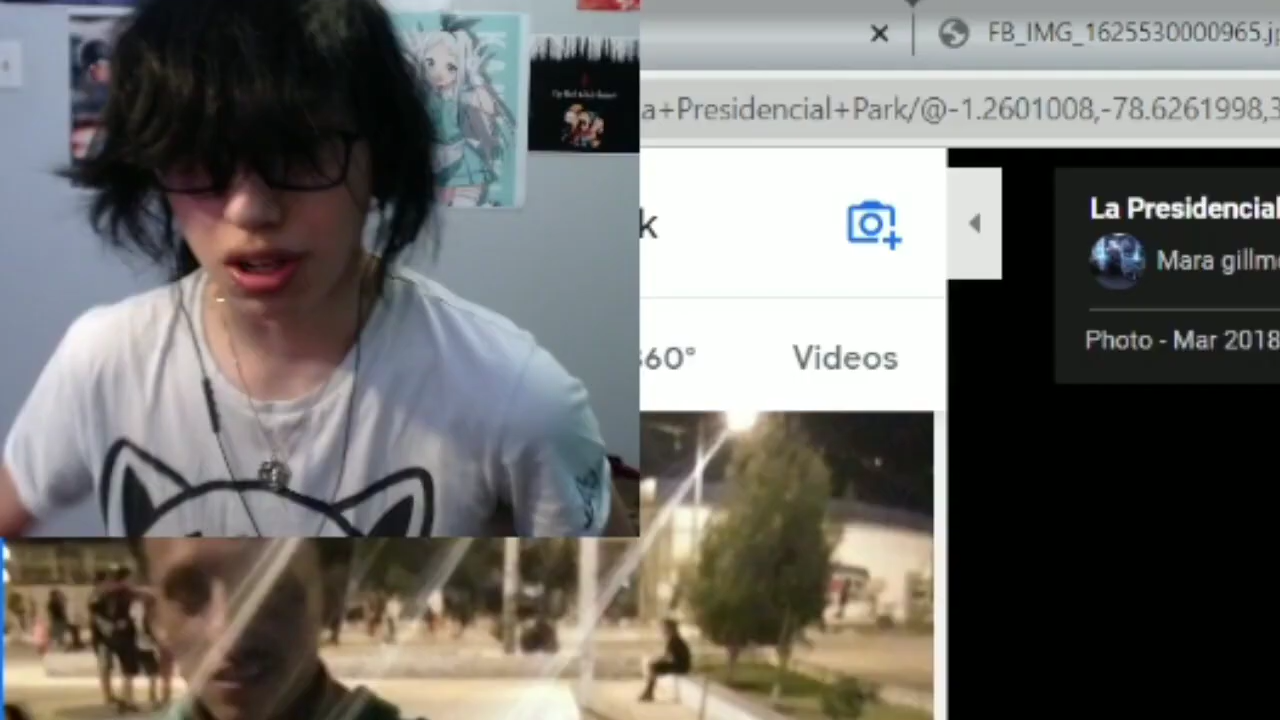 FB_IMG_1625530000965.jp
a+Presidencial+Park/@-1.2601008,-78.6261998,3
k
La Presidencial
Mara gillm
360°
Videos
Photo - Mar 2018